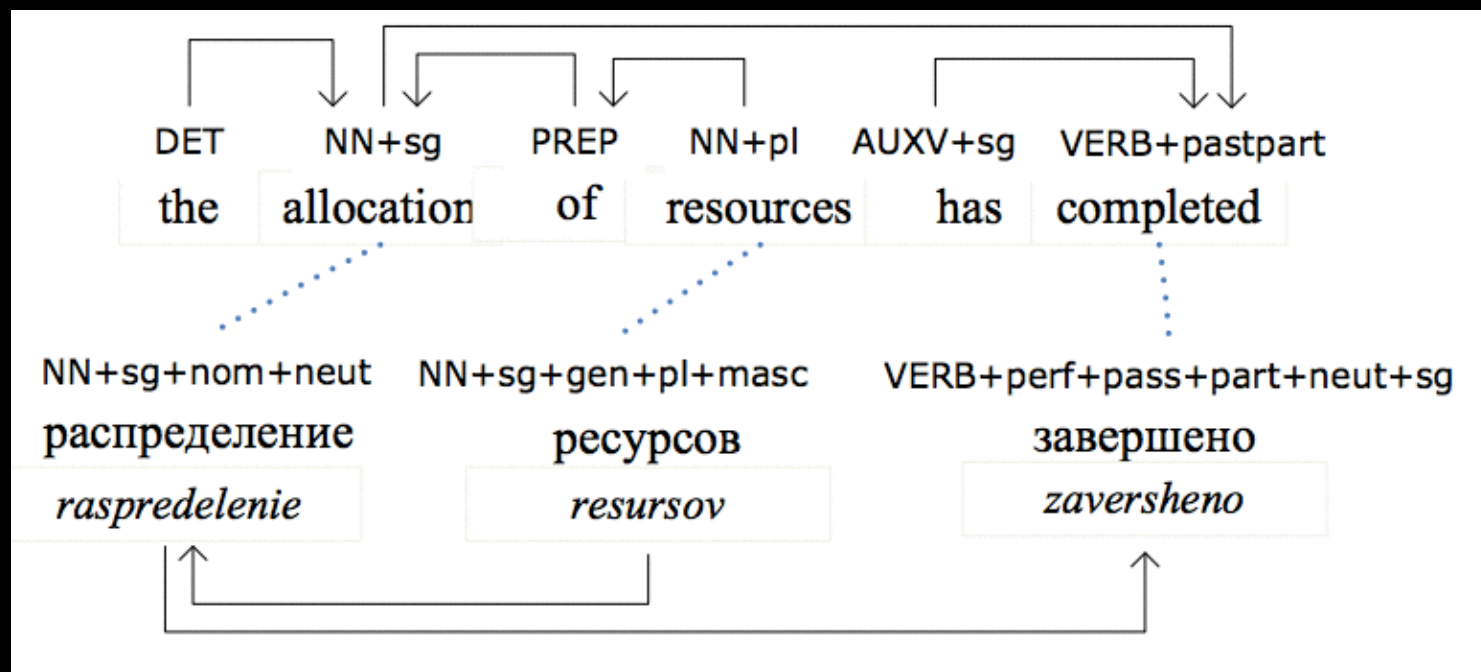 DET NN+sg PREP NN+pl AUXV+sg VERB+pastpart
the allocation of resources has completed
NN+sg+nom+neut NN+sg+gen+pl+masc VERB+perf+pass+part+neut+sg
распределение ресурсов завершено
raspredelenie resursov zaversheno